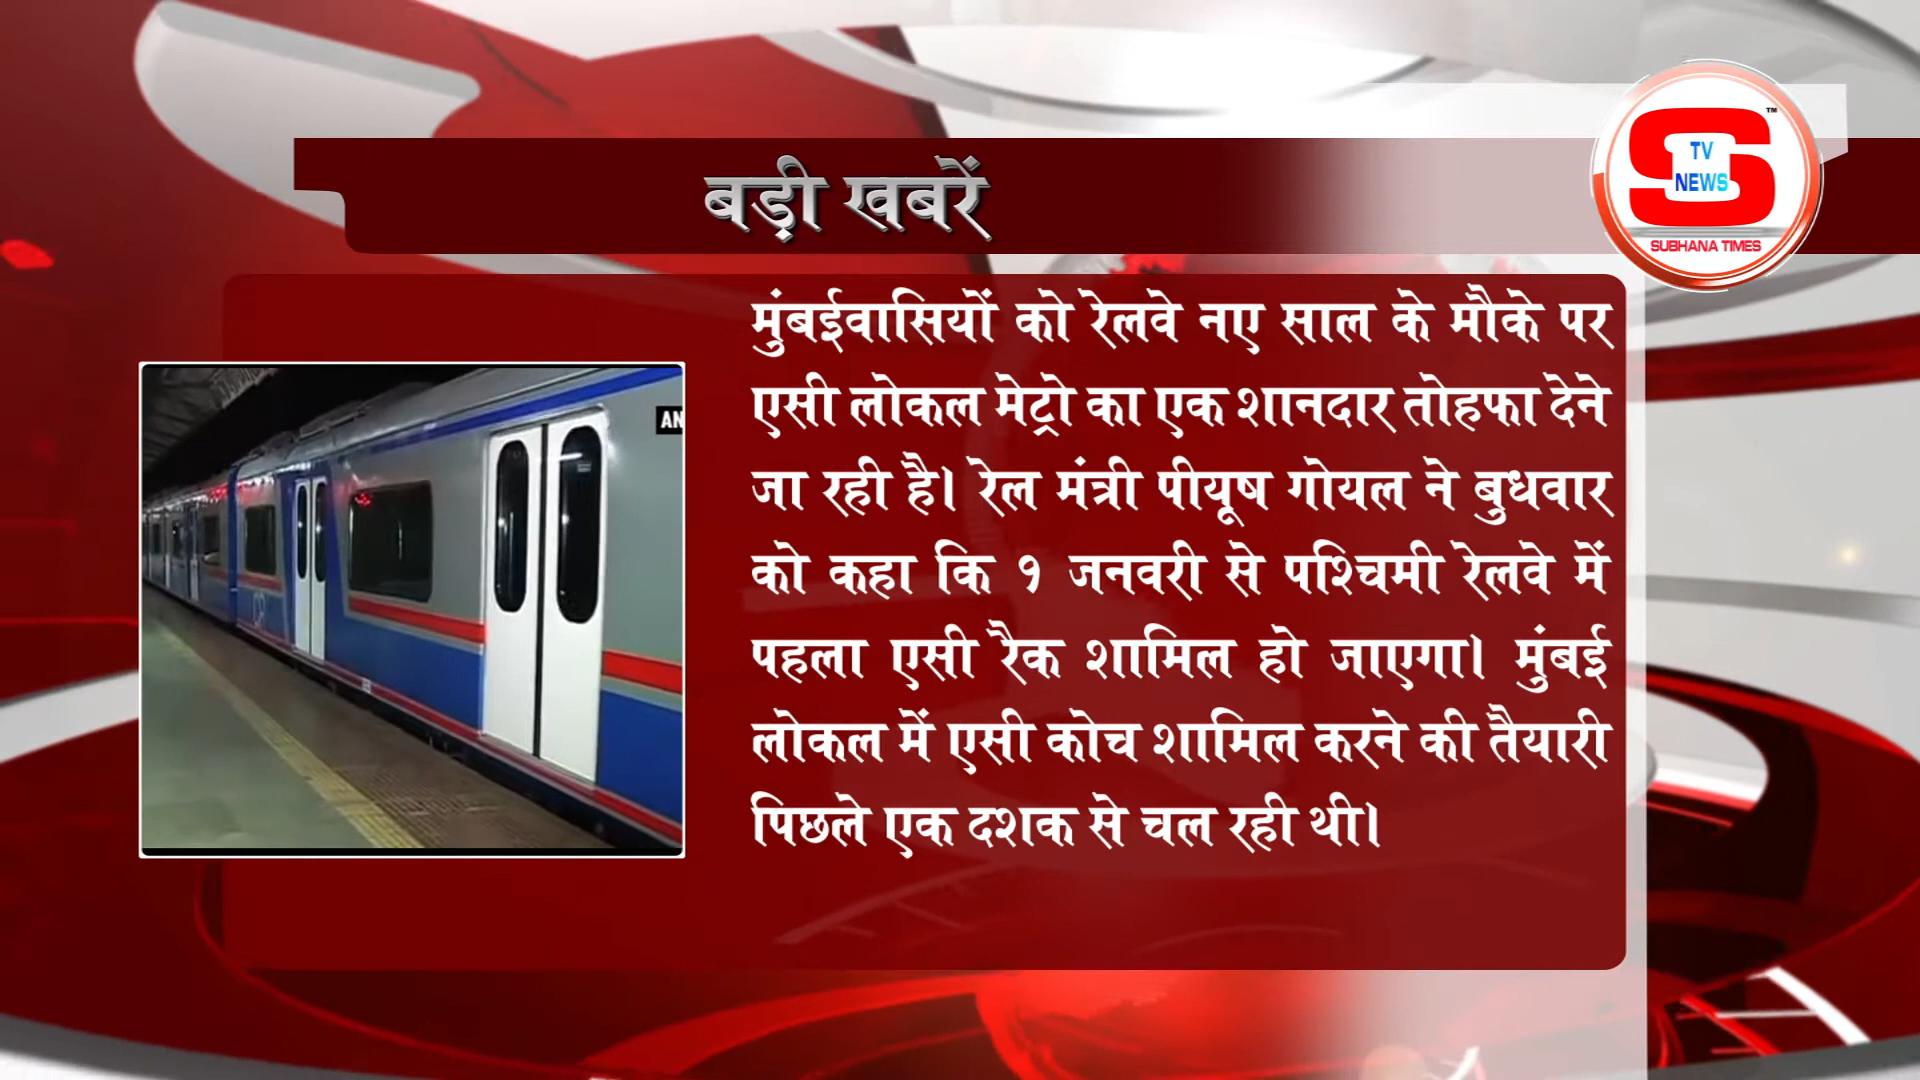 बड़ी खबरें
S
TV
NEWS
™
SUBHANA TIMES
मुंबईवासियों को रेलवे नए साल के मौके पर
एसी लोकल मेट्रो का एक शानदार तोहफा देने
जा रही है। रेल मंत्री पीयूष गोयल ने बुधवार
को कहा कि १ जनवरी से पश्चिमी रेलवे में
पहला एसी रैक शामिल हो जाएगा। मुंबई
लोकल में एसी कोच शामिल करने की तैयारी
पिछले एक दशक से चल रही थी।
AN